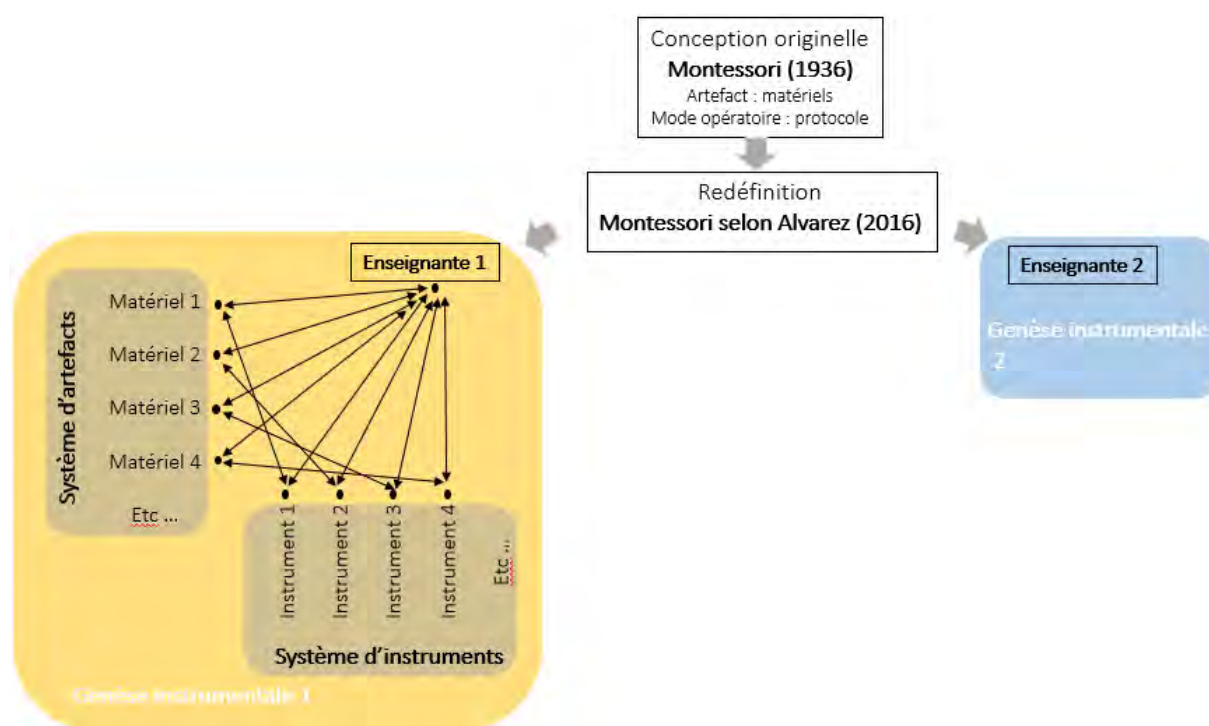 Conception originelle
Montessori (1936)
Artefact : matériels
Mode opératoire : protocole
Redéfinition
Montessori selon Alvarez (2016)
Enseignante 1
Système d'artefacts
Matériel 1
Matériel 2
Matériel 3
Matériel 4
Etc ...
Instrument 1
Instrument 2
Instrument 3
Instrument 4
Etc ...
Système d'instruments
Genèse instrumentale 1
Enseignante 2
Genèse instrumentale
2